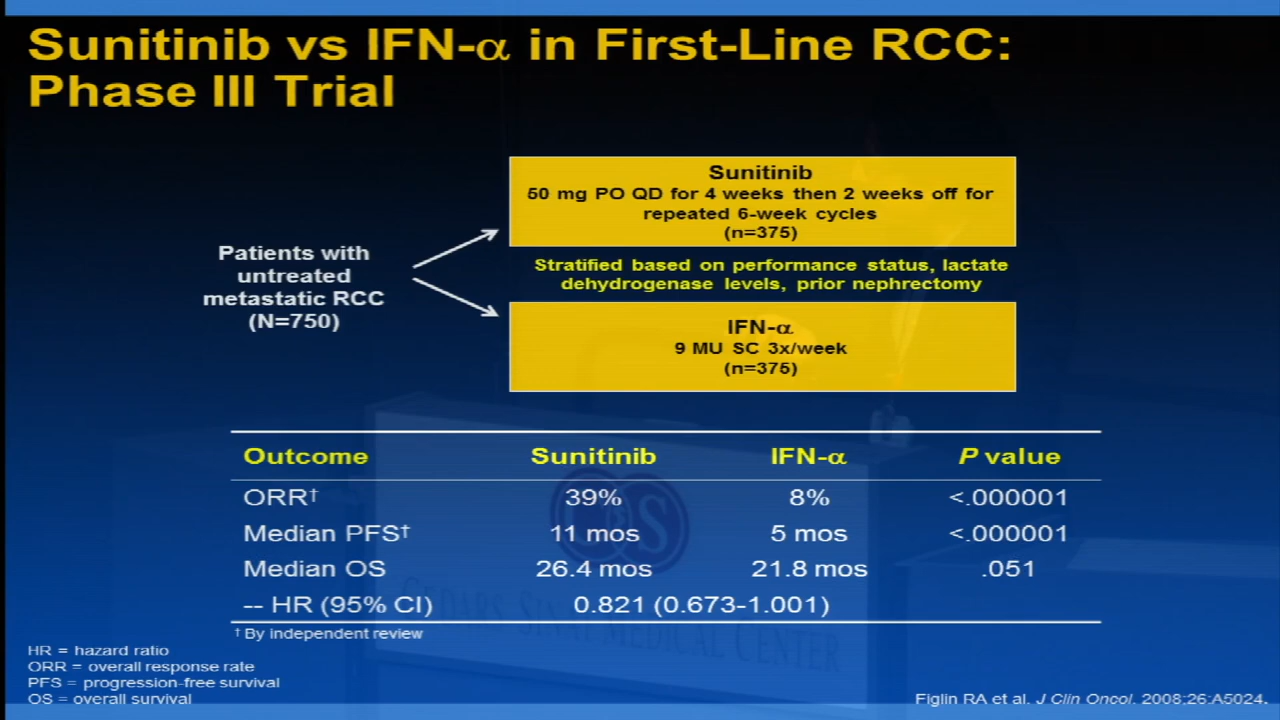 Sunitinib vs IFN-α in First-Line RCC:
Phase III Trial
Sunitinib
50 mg PO QD for 4 weeks then 2 weeks off for
repeated 6-week cycles
(n=375)
Patients with
untreated
metastatic RCC
(N=750)
Stratified based on performance status, lactate
dehydrogenase levels, prior nephrectomy
IFN-α
9 MU SC 3x/week
(n=375)
Outcome Sunitinib IFN-α P value
ORR† 39% 8% <.000001
Median PFS† 11 mos 5 mos <.000001
Median OS 26.4 mos 21.8 mos .051
-- HR (95% CI) 0.821 (0.673-1.001)
† By independent review
HR = hazard ratio
ORR = overall response rate
PFS = progression-free survival
OS = overall survival
Figlin RA et al. J Clin Oncol. 2008;26:A5024.
CEDARS-SINAI MEDICAL CENTER